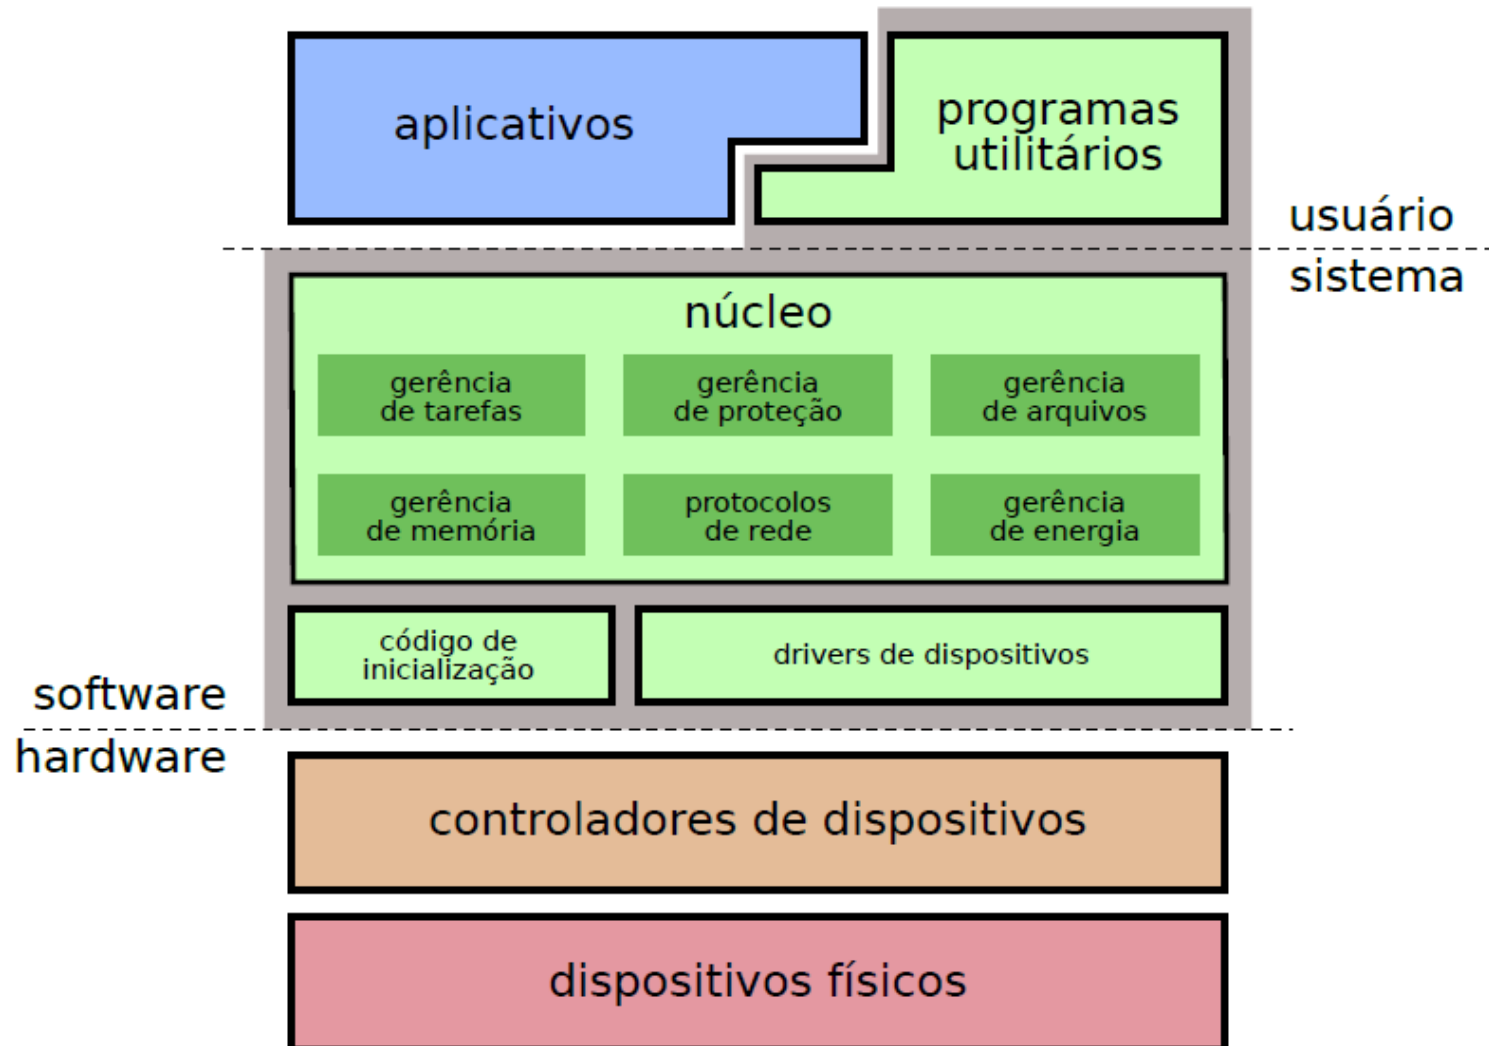 aplicativos
programas
utilitários
usuário
sistema
núcleo
gerência
de tarefas
gerência
de proteção
gerência
de arquivos
gerência
de memória
protocolos
de rede
gerência
de energia
código de
inicialização
drivers de dispositivos
software
hardware
controladores de dispositivos
dispositivos físicos